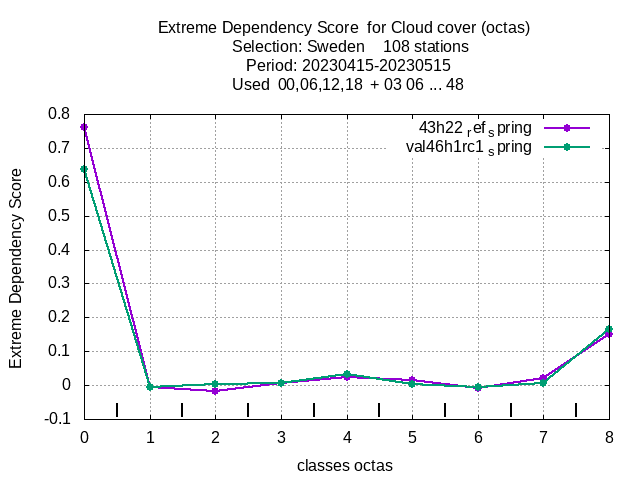 Extreme Dependency Score  for Cloud cover (octas)
Selection: Sweden    108 stations
Period: 20230415-20230515
Used  00,06,12,18  + 03 06 ... 48
43h22 ref spring
val46h1rc1 spring
Extreme Dependency Score
0.8
0.7
0.6
0.5
0.4
0.3
0.2
0.1
0
-0.1
0 1 2 3 4 5 6 7 8
classes octas